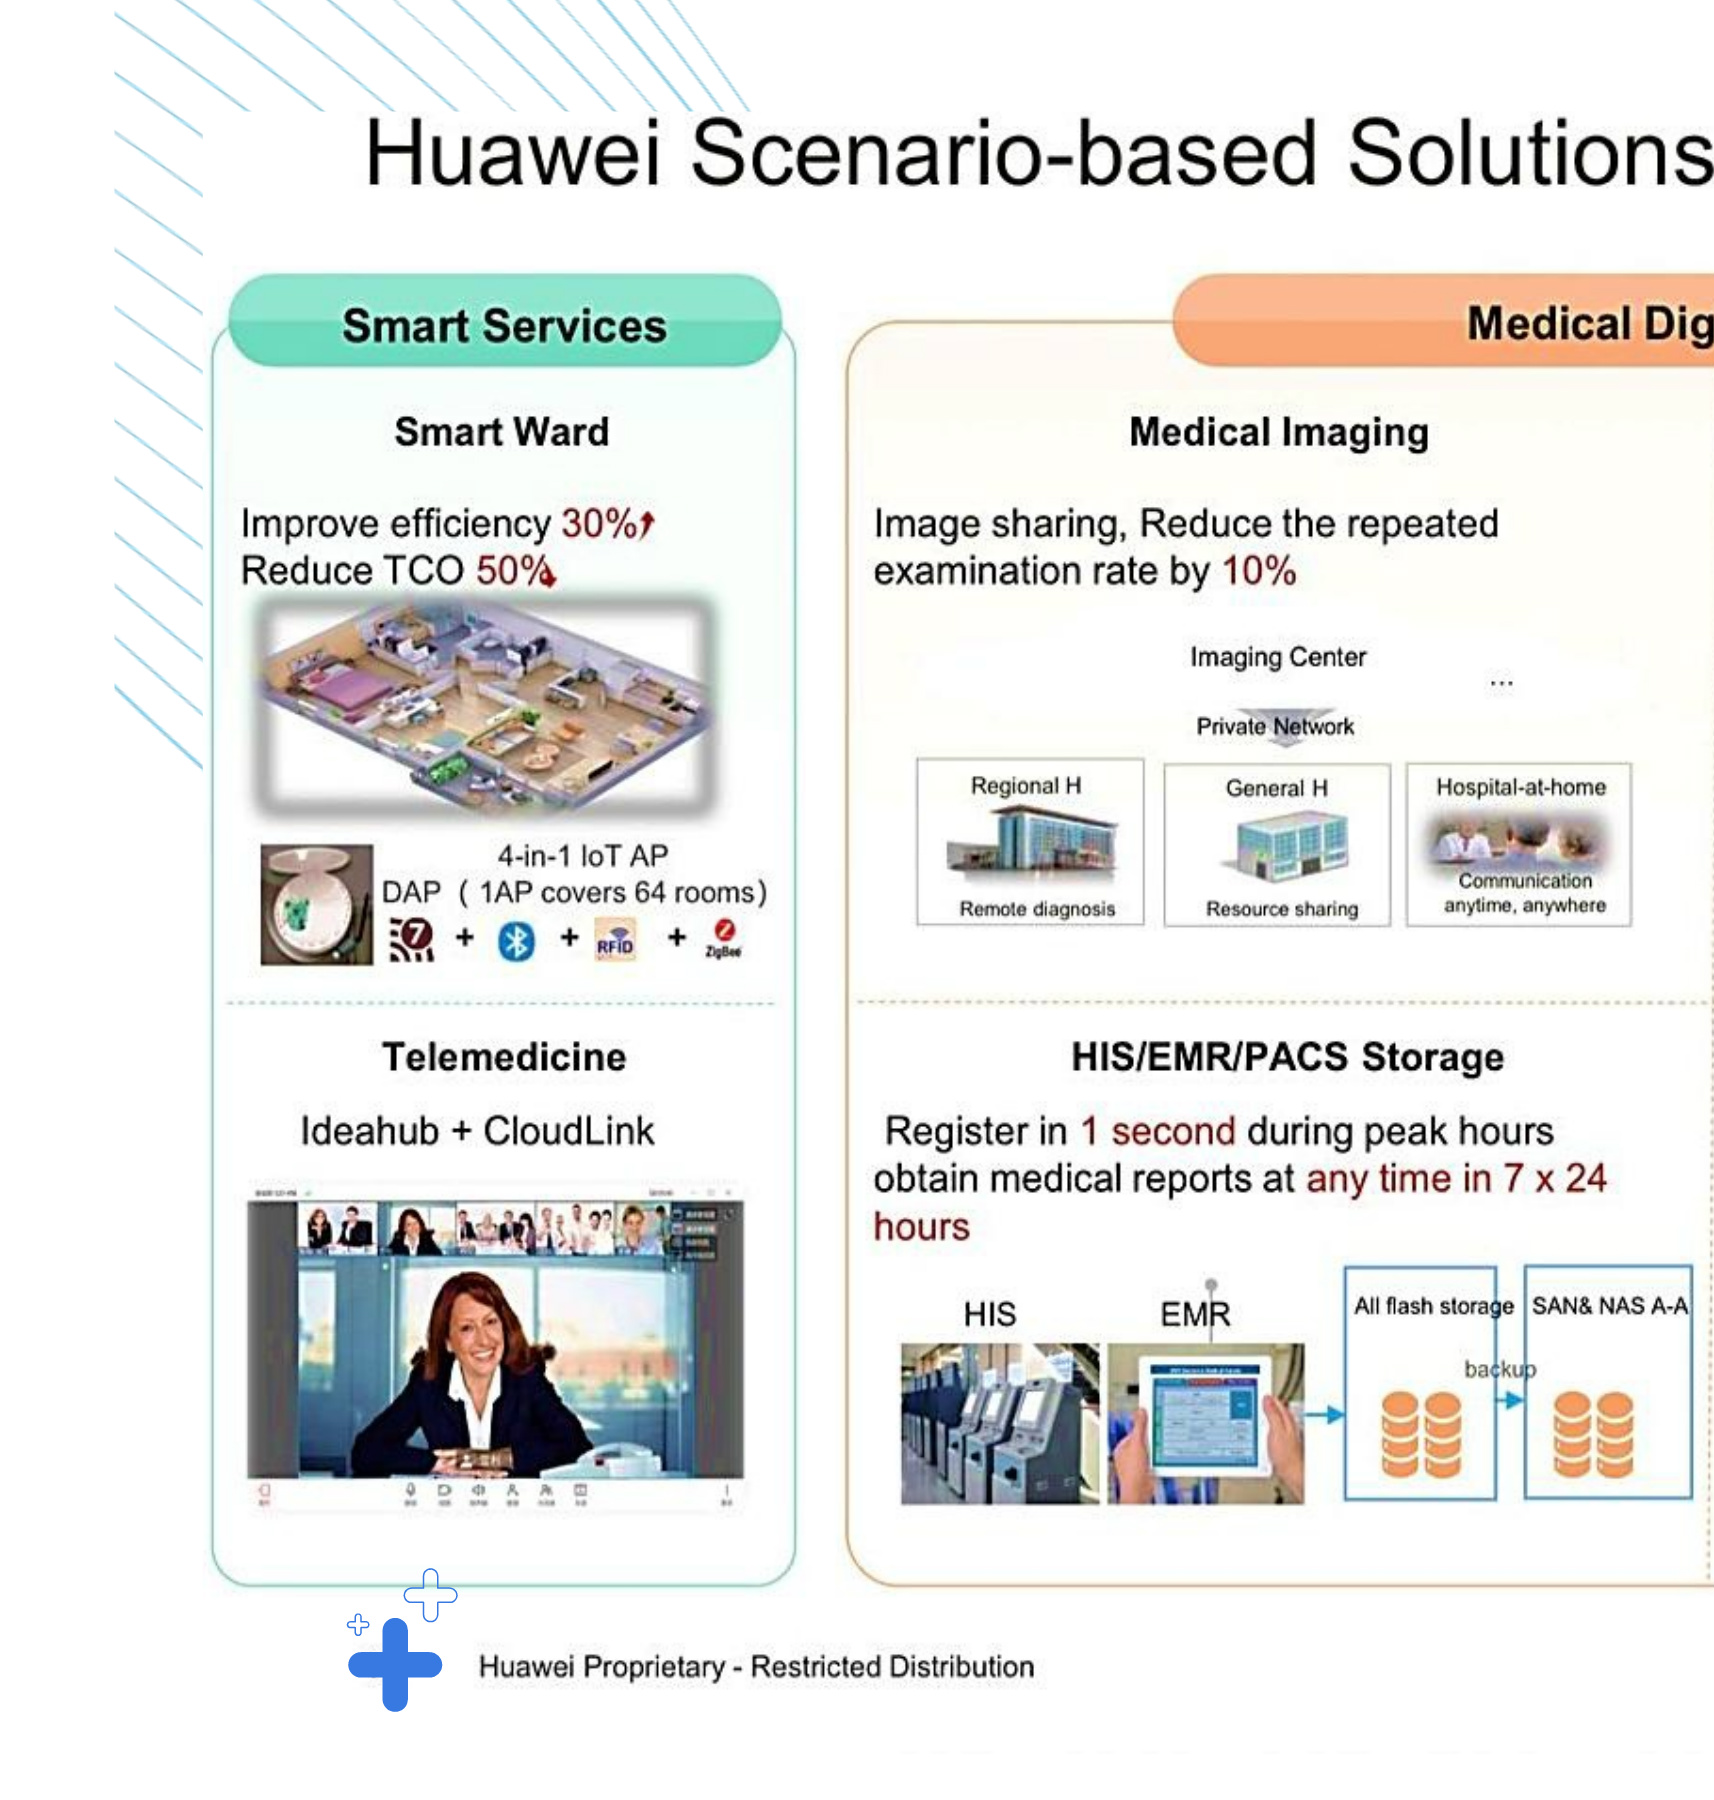 Huawei Scenario-based Solutions
Smart Services
Smart Ward
Improve efficiency 30%
Reduce TCO 50%
4-in-1 IoT AP
DAP ( 1AP covers 64 rooms)
7 + + RFID + ZigBee
Telemedicine
Ideahub + CloudLink
Medical Dig
Medical Imaging
Image sharing, Reduce the repeated
examination rate by 10%
Imaging Center
...
Private Network
Regional H
Remote diagnosis
General H
Resource sharing
Hospital-at-home
Communication
anytime, anywhere
HIS/EMR/PACS Storage
Register in 1 second during peak hours
obtain medical reports at any time in 7 x 24
hours
HIS
EMR
All flash storage
SAN& NAS A-A
backup
Huawei Proprietary - Restricted Distribution